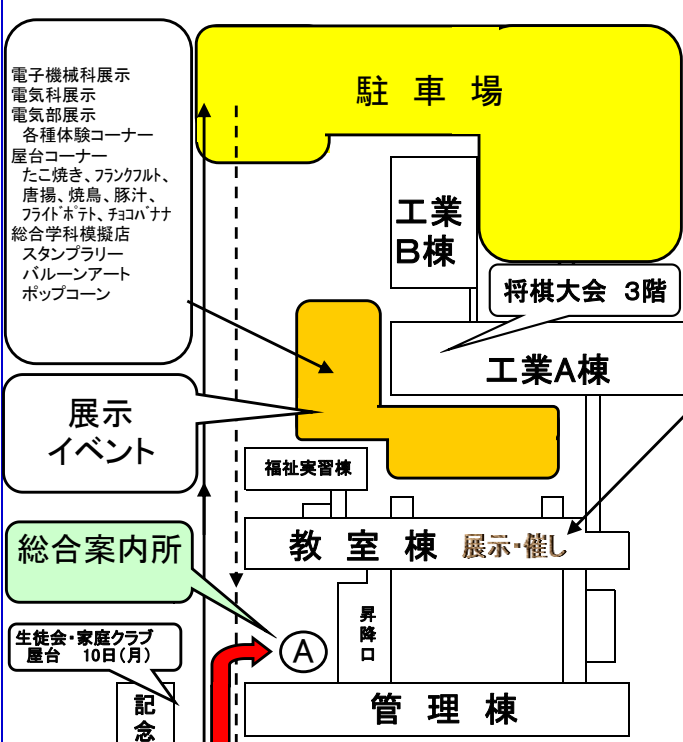 電子機械科展示
電気科展示
電気部展示
各種体験コーナー
屋台コーナー
たこ焼き、フランクフルト、
唐揚、焼鳥、豚汁、
フライドポテト、チョコバナナ
総合学科模擬店
スタンプラリー
バルーンアート
ポップコーン
駐車場
工業
B棟
将棋大会 3階
工業A棟
展示
イベント
福祉実習棟
教室棟 展示・催し
総合案内所
昇降口
A
生徒会・家庭クラブ
屋台 10日(月)
管理棟
記念